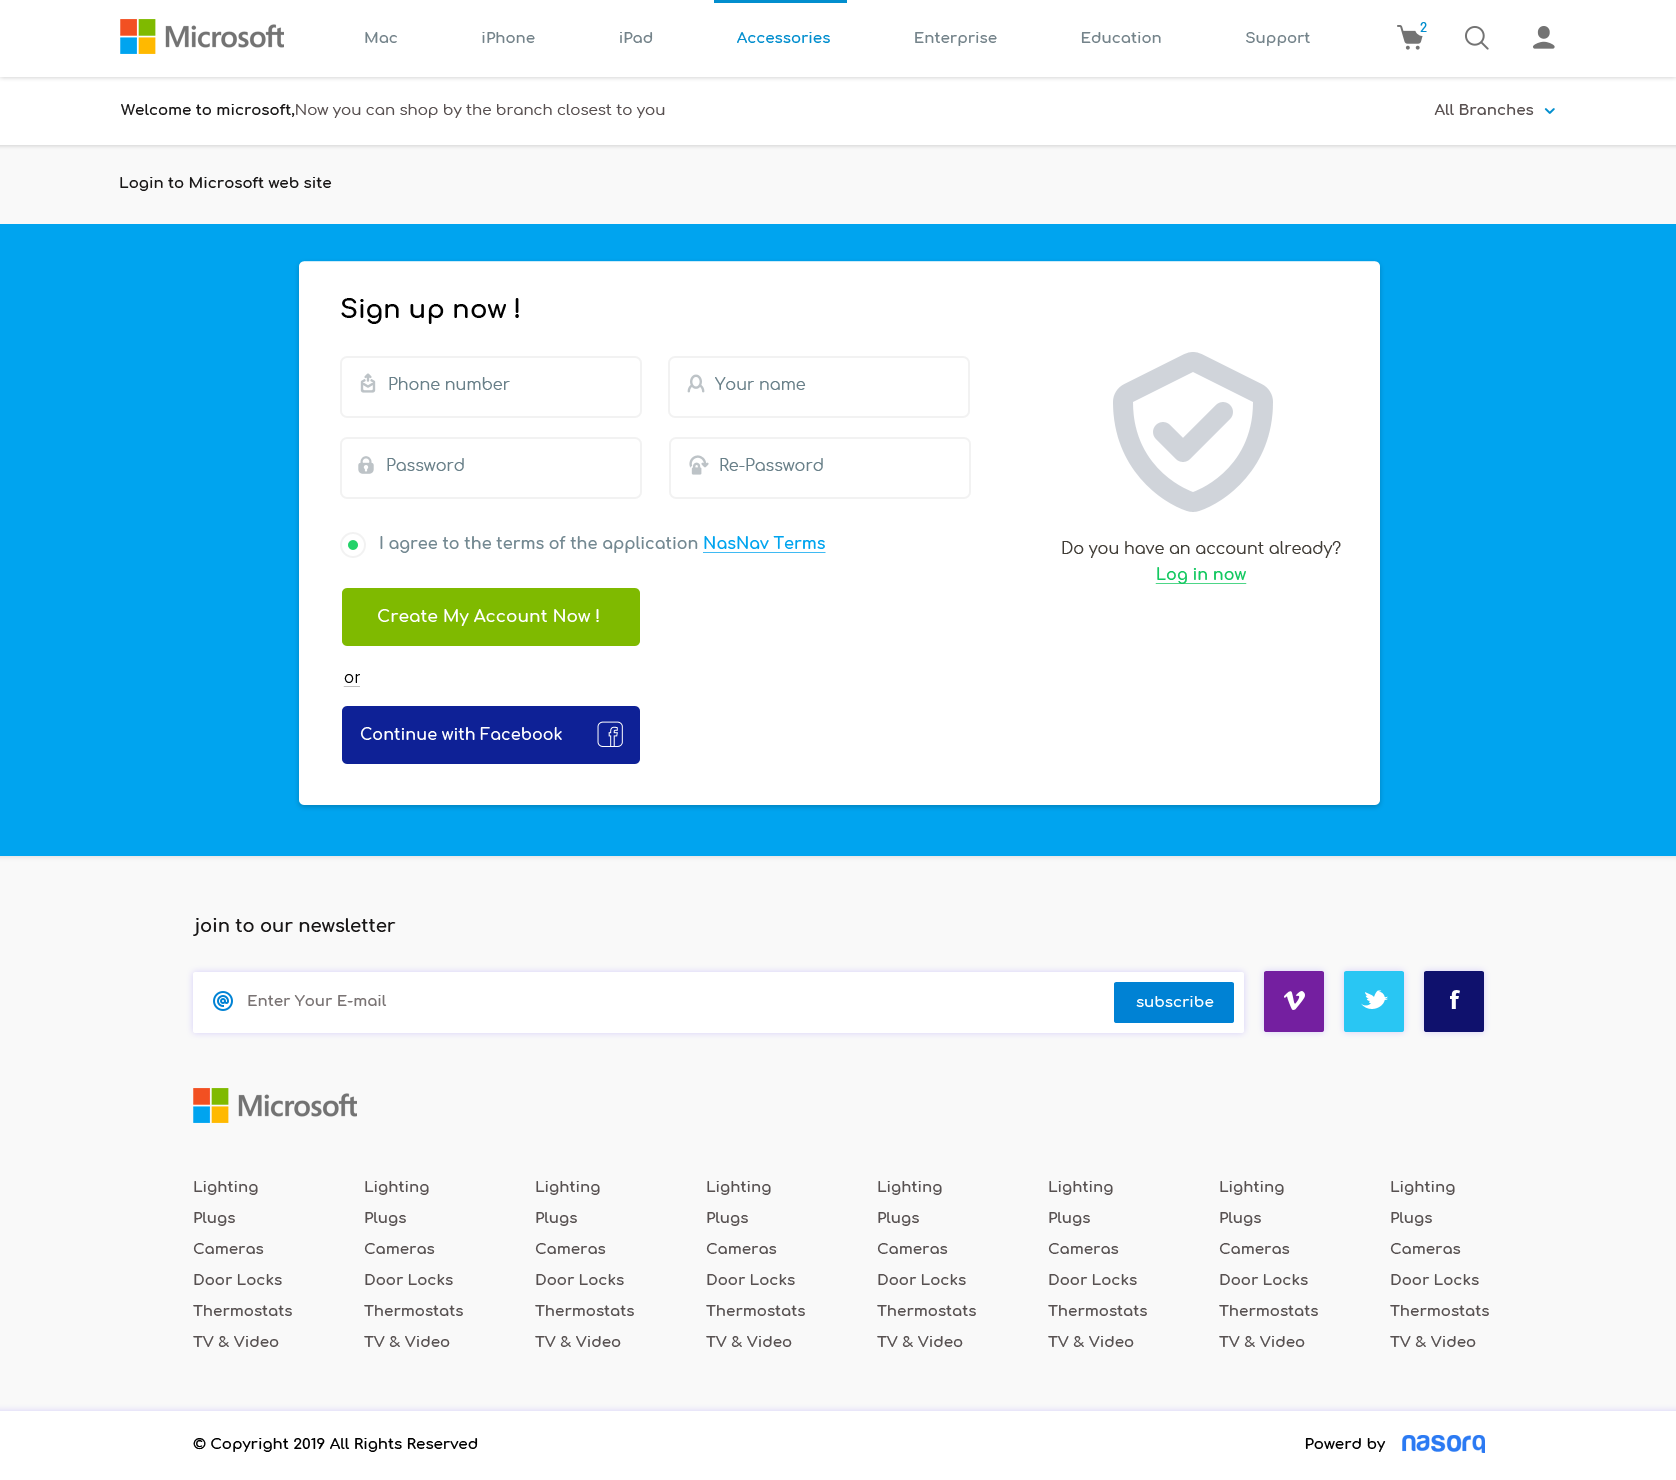 Microsoft
Mac iPhone iPad Accessories Enterprise Education Support 2
Welcome to microsoft,Now you can shop by the branch closest to you
All Branches
Login to Microsoft web site
Sign up now !
Phone number
Your name
Password
Re-Password
I agree to the terms of the application NasNav Terms
Create My Account Now !
or
Continue with Facebook
Do you have an account already?
Log in now
join to our newsletter
Enter Your E-mail
subscribe
Microsoft
Lighting Lighting Lighting Lighting Lighting Lighting Lighting Lighting
Plugs Plugs Plugs Plugs Plugs Plugs Plugs Plugs
Cameras Cameras Cameras Cameras Cameras Cameras Cameras Cameras
Door Locks Door Locks Door Locks Door Locks Door Locks Door Locks Door Locks Door Locks
Thermostats Thermostats Thermostats Thermostats Thermostats Thermostats Thermostats Thermostats
TV & Video TV & Video TV & Video TV & Video TV & Video TV & Video TV & Video TV & Video
© Copyright 2019 All Rights Reserved
Powerd by nasorq